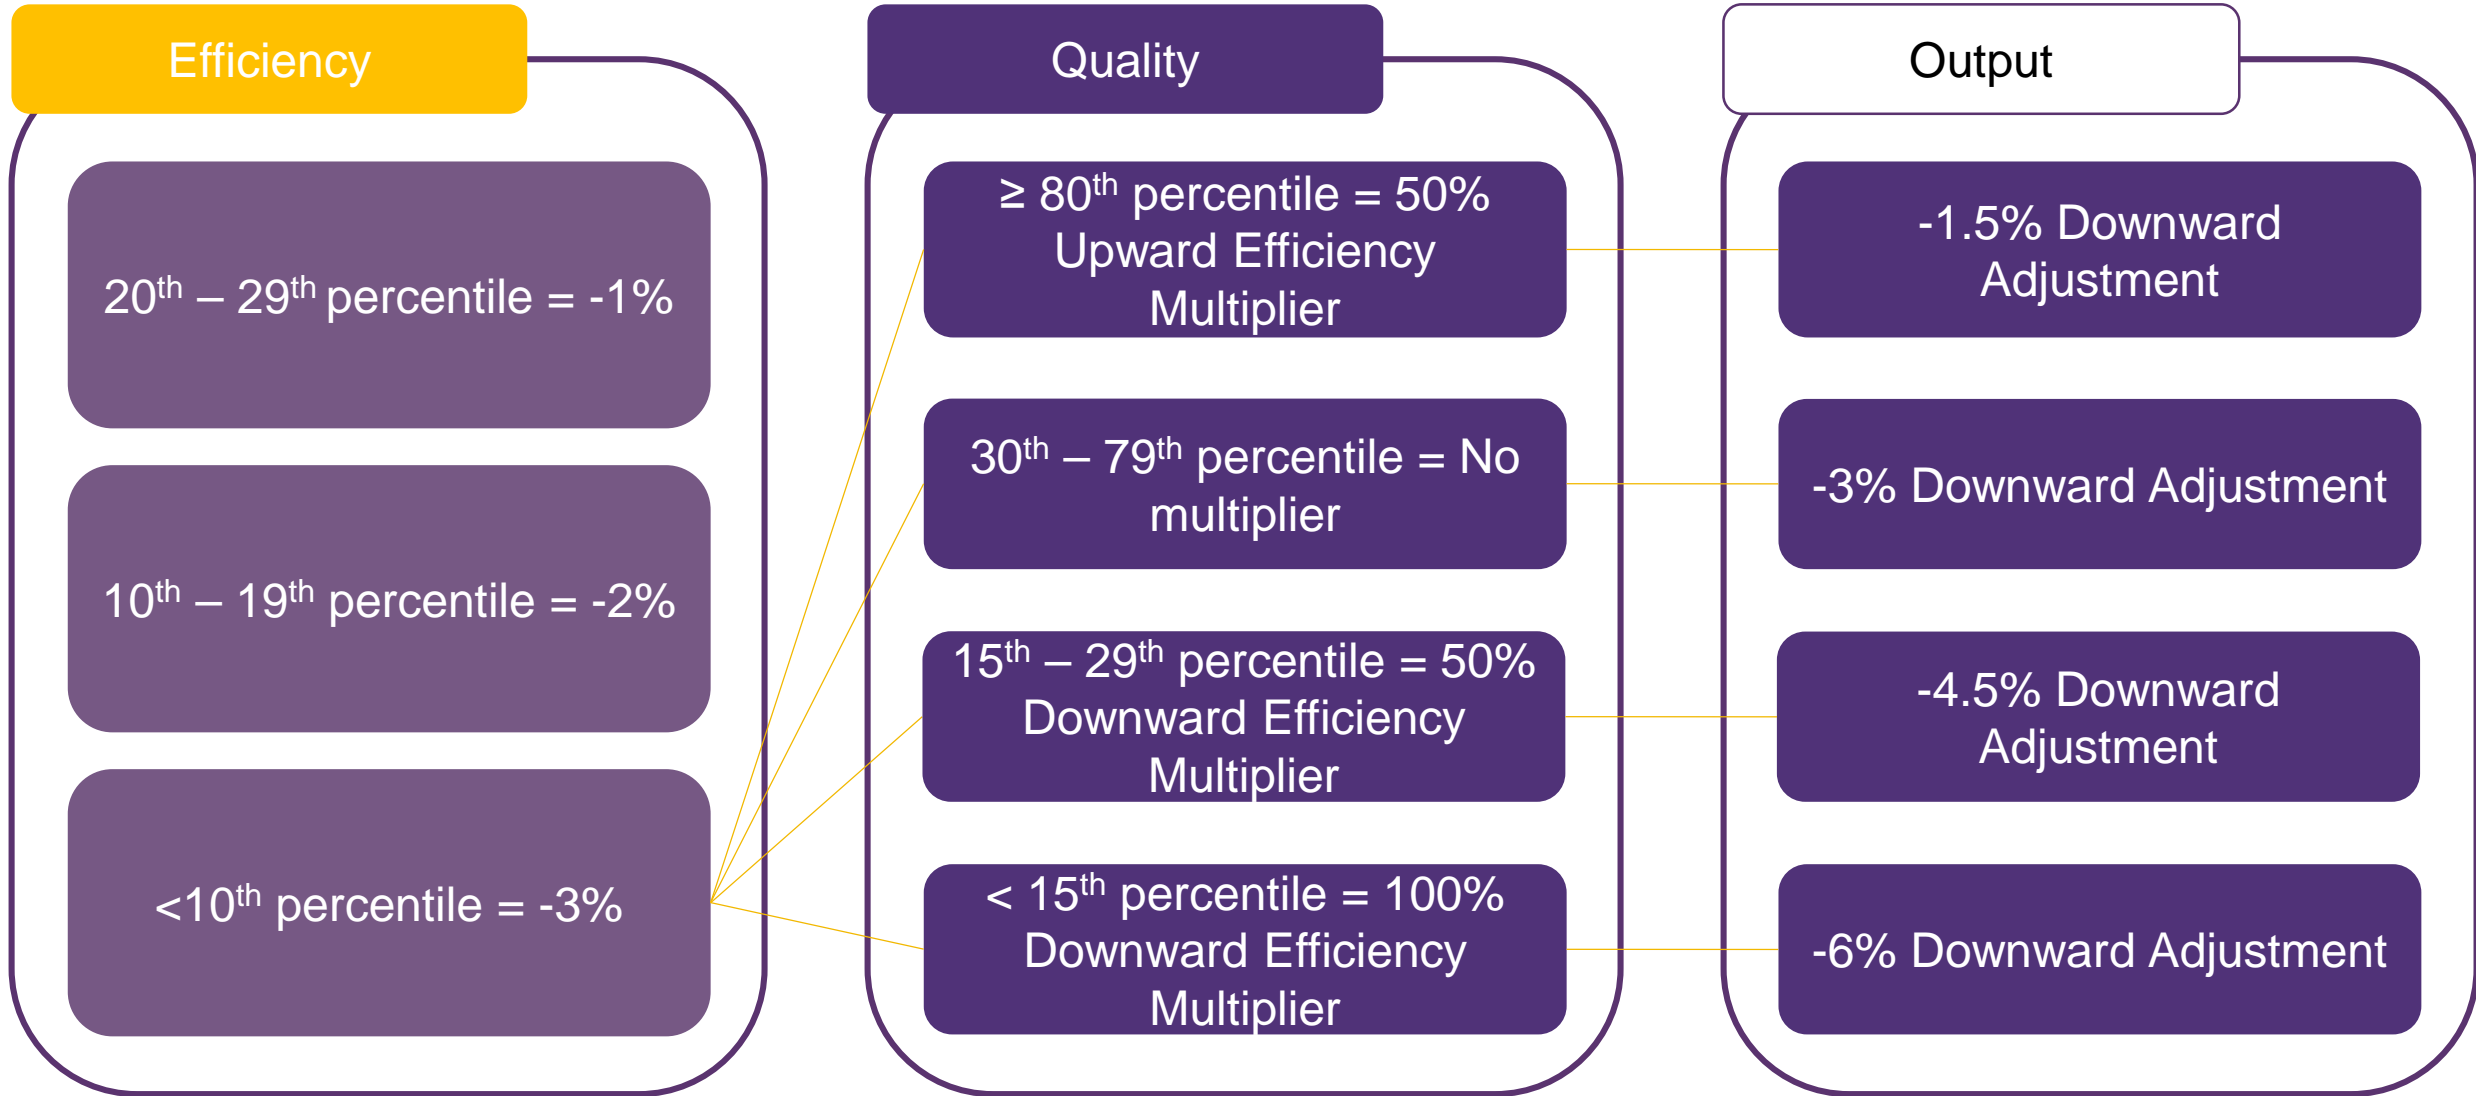 Efficiency
20th – 29th percentile = -1%
10th – 19th percentile = -2%
<10th percentile = -3%
Quality
≥ 80th percentile = 50%
Upward Efficiency
Multiplier
30th – 79th percentile = No
multiplier
15th – 29th percentile = 50%
Downward Efficiency
Multiplier
< 15th percentile = 100%
Downward Efficiency
Multiplier
Output
-1.5% Downward
Adjustment
-3% Downward Adjustment
-4.5% Downward
Adjustment
-6% Downward Adjustment